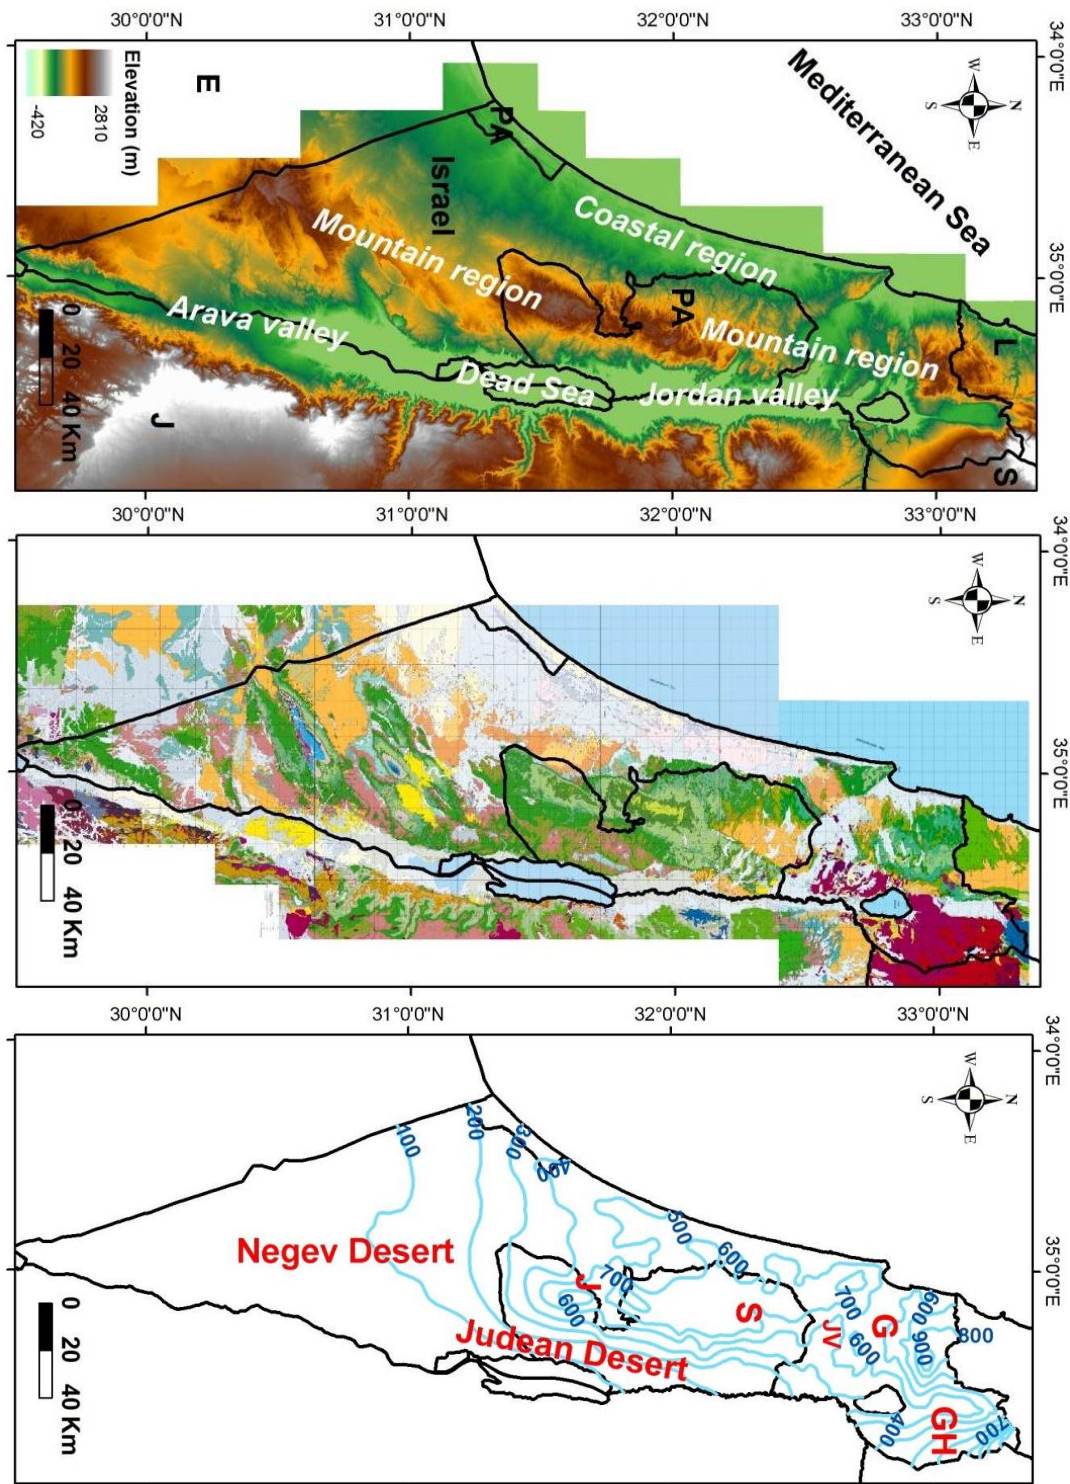 30°0'0"N
31°0'0"N
32°0'0"N
33°0'0"N
34°0'0"E
35°0'0"E
Mediterranean Sea
N
W
E
S
E
Elevation (m)
2810
-420
PA
Israel
Coastal region
Mountain region
PA
Mountain region
L
Arava valley
Dead Sea
Jordan valley
S
J
0 20 40 Km
30°0'0"N
31°0'0"N
32°0'0"N
33°0'0"N
34°0'0"E
35°0'0"E
N
W
E
S
0 20 40 Km
30°0'0"N
31°0'0"N
32°0'0"N
33°0'0"N
34°0'0"E
35°0'0"E
N
W
E
S
100
200
300
400
500
600
700
600
700
600
600
900
800
400
700
Negev Desert
Judean Desert
J
S
JV
G
GH
0 20 40 Km